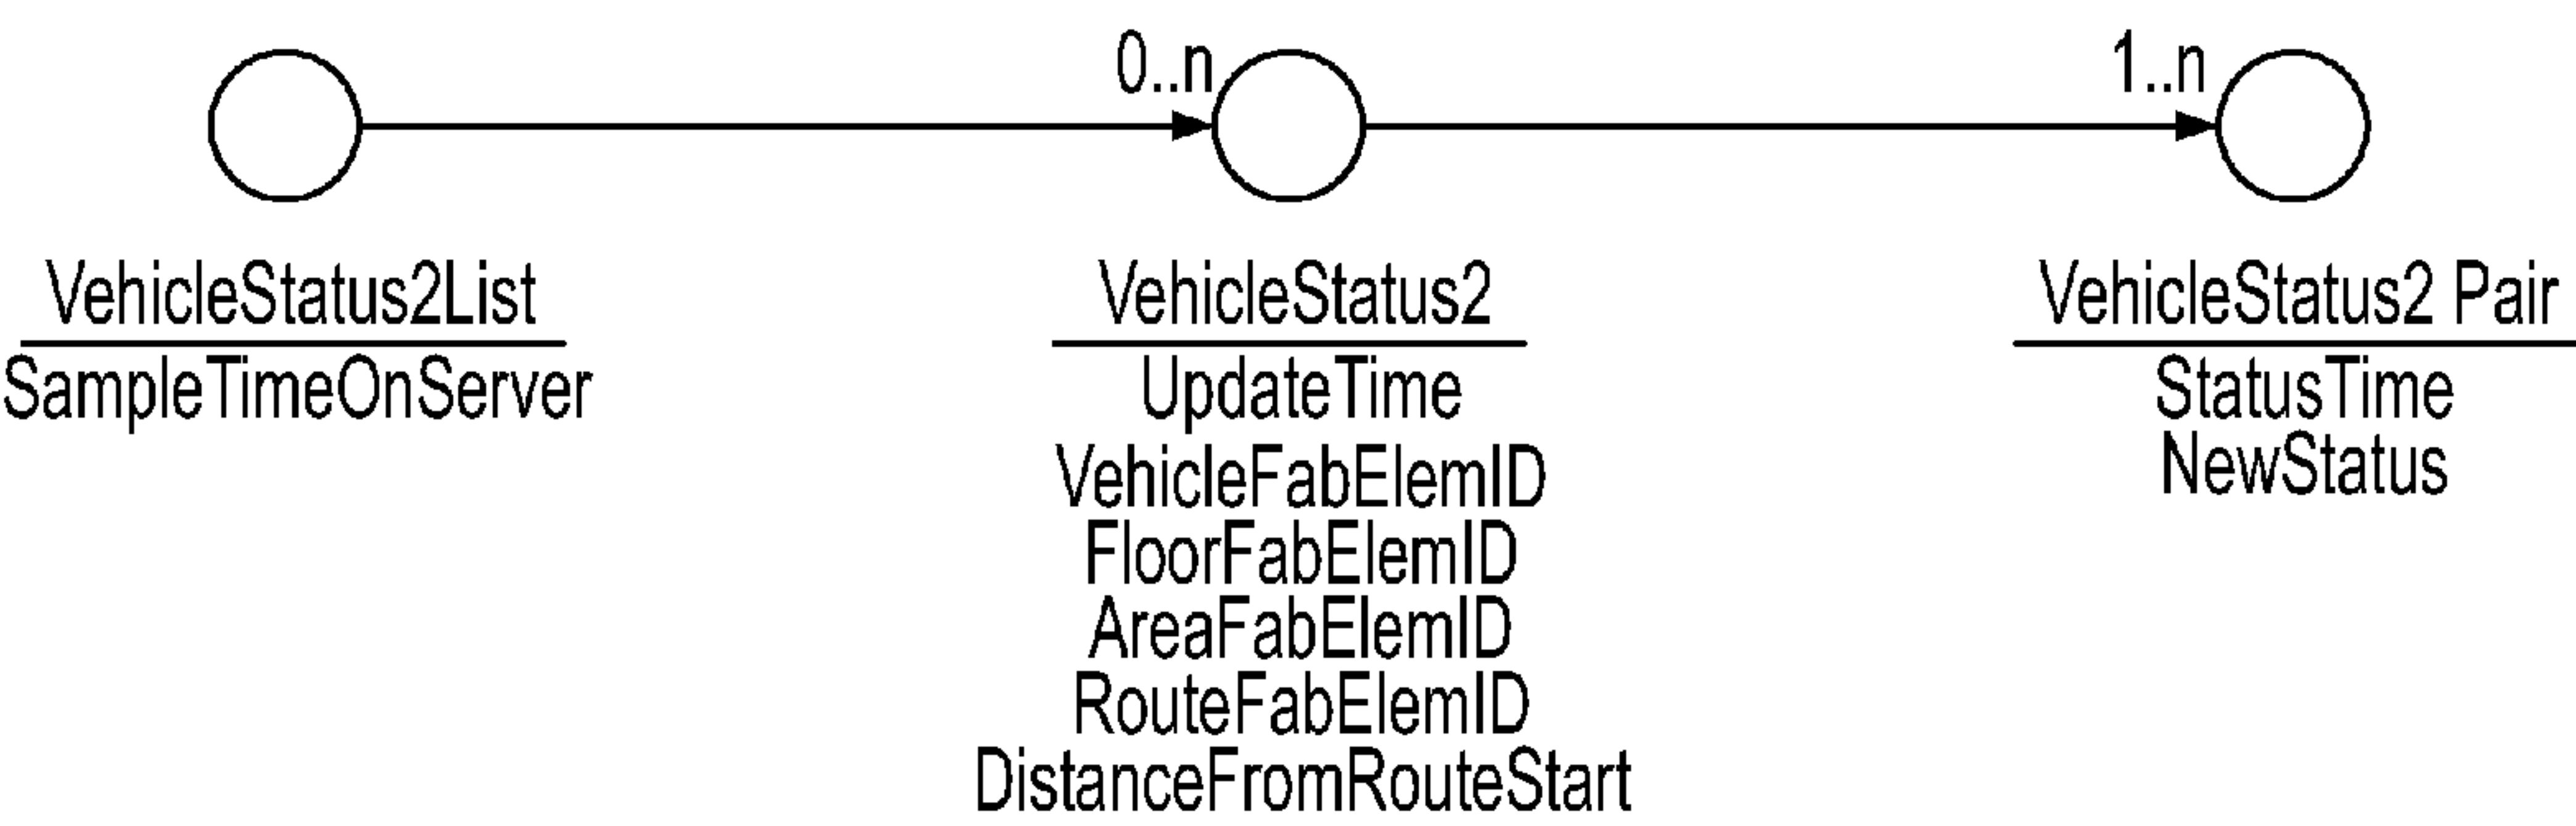 0..n
1..n
VehicleStatus2List
SampleTimeOnServer
VehicleStatus2
UpdateTime
VehicleFabElemID
FloorFabElemID
AreaFabElemID
RouteFabElemID
DistanceFromRouteStart
VehicleStatus2 Pair
StatusTime
NewStatus